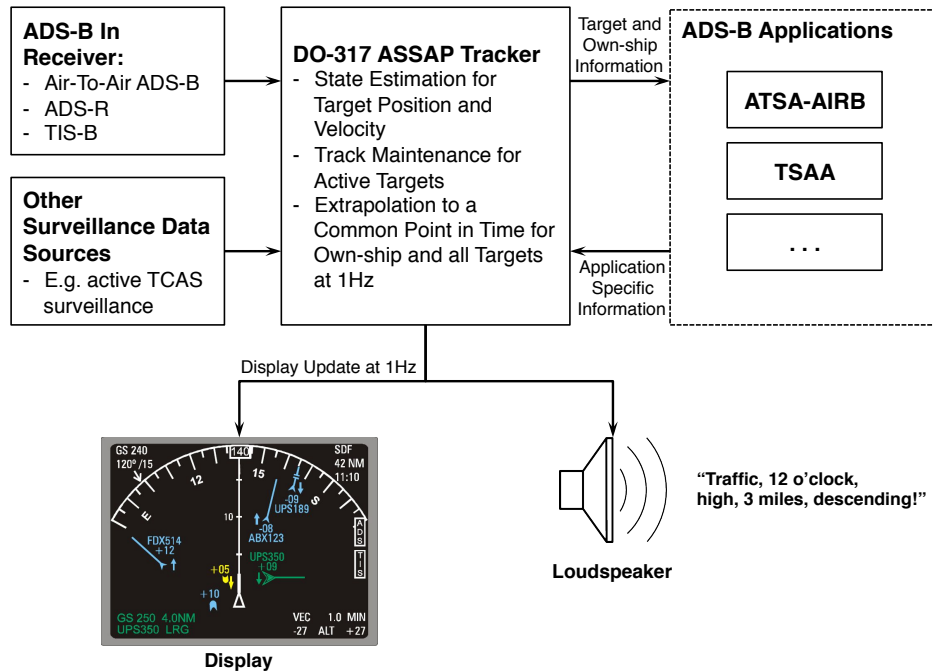 ADS-B In
Receiver:
- Air-To-Air ADS-B
- ADS-R
- TIS-B
Other
Surveillance Data
Sources
- E.g. active TCAS
surveillance
DO-317 ASSAP Tracker
- State Estimation for
Target Position and
Velocity
- Track Maintenance for
Active Targets
- Extrapolation to a
Common Point in Time for
Own-ship and all Targets
at 1Hz
Target and
Own-ship
Information
Application
Specific
Information
ADS-B Applications
ATSA-AIRB
TSAA
...
Display Update at 1Hz
GS 240
120°/15
140
SDF
42 NM
11:10
12
15
E
S
10
-09
UPS189
-08
ABX123
FDX514
+12
UPS350
+09
+05
+10
ADS
TIS
GS 250 4.0NM
UPS350 LRG
VEC 1.0 MIN
-27 ALT +27
Display
Loudspeaker
“Traffic, 12 o’clock,
high, 3 miles, descending!”